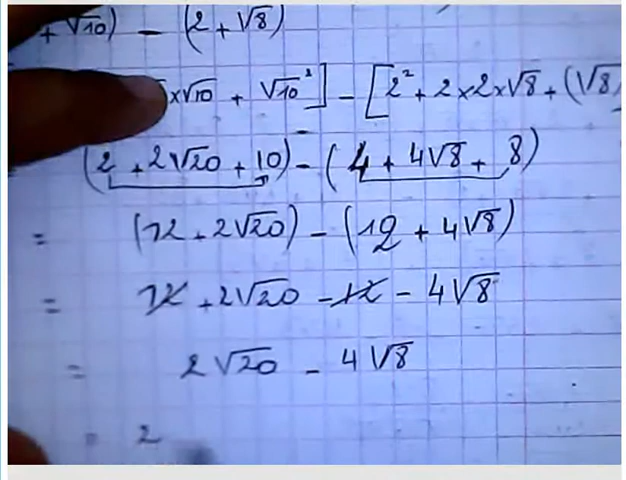 + √10) - (2 + √8)
x√10 + √10²] - [2² + 2 x 2 x √8 + (√8
(2 + 2√20 + 10) - (4 + 4√8 + 8)
= (12 + 2√20) - (12 + 4√8)
= 12 + 2√20 - 12 - 4√8
= 2√20 - 4√8
= 2